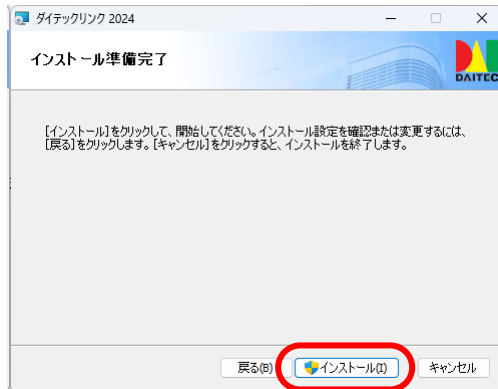 ダイテックリンク 2024
インストール準備完了
DAITEC
[インストール]をクリックして、開始してください。インストール設定を確認または変更するには、
[戻る]をクリックします。[キャンセル]をクリックすると、インストールを終了します。
戻る(B) インストール(I) キャンセル